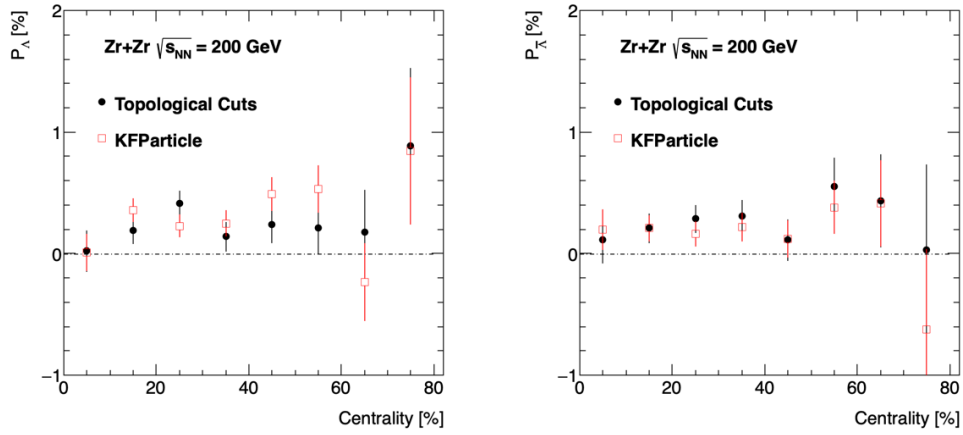 P_Λ [%]
2
1
0
−1
Zr+Zr √s_NN = 200 GeV
Topological Cuts
KFParticle
0 20 40 60 80
Centrality [%]
P_Λ̅ [%]
2
1
0
−1
Zr+Zr √s_NN = 200 GeV
Topological Cuts
KFParticle
0 20 40 60 80
Centrality [%]